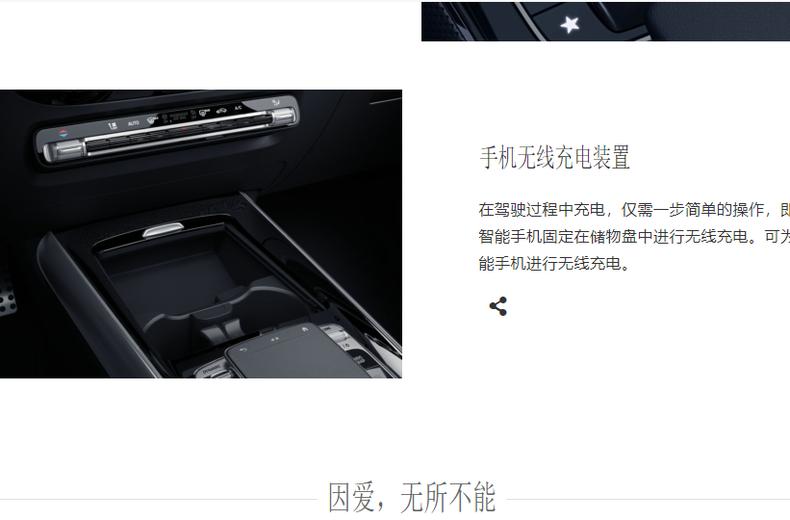 AUTO
A/C
手机无线充电装置
在驾驶过程中充电，仅需一步简单的操作，即
智能手机固定在储物盘中进行无线充电。可为
能手机进行无线充电。
因爱，无所不能